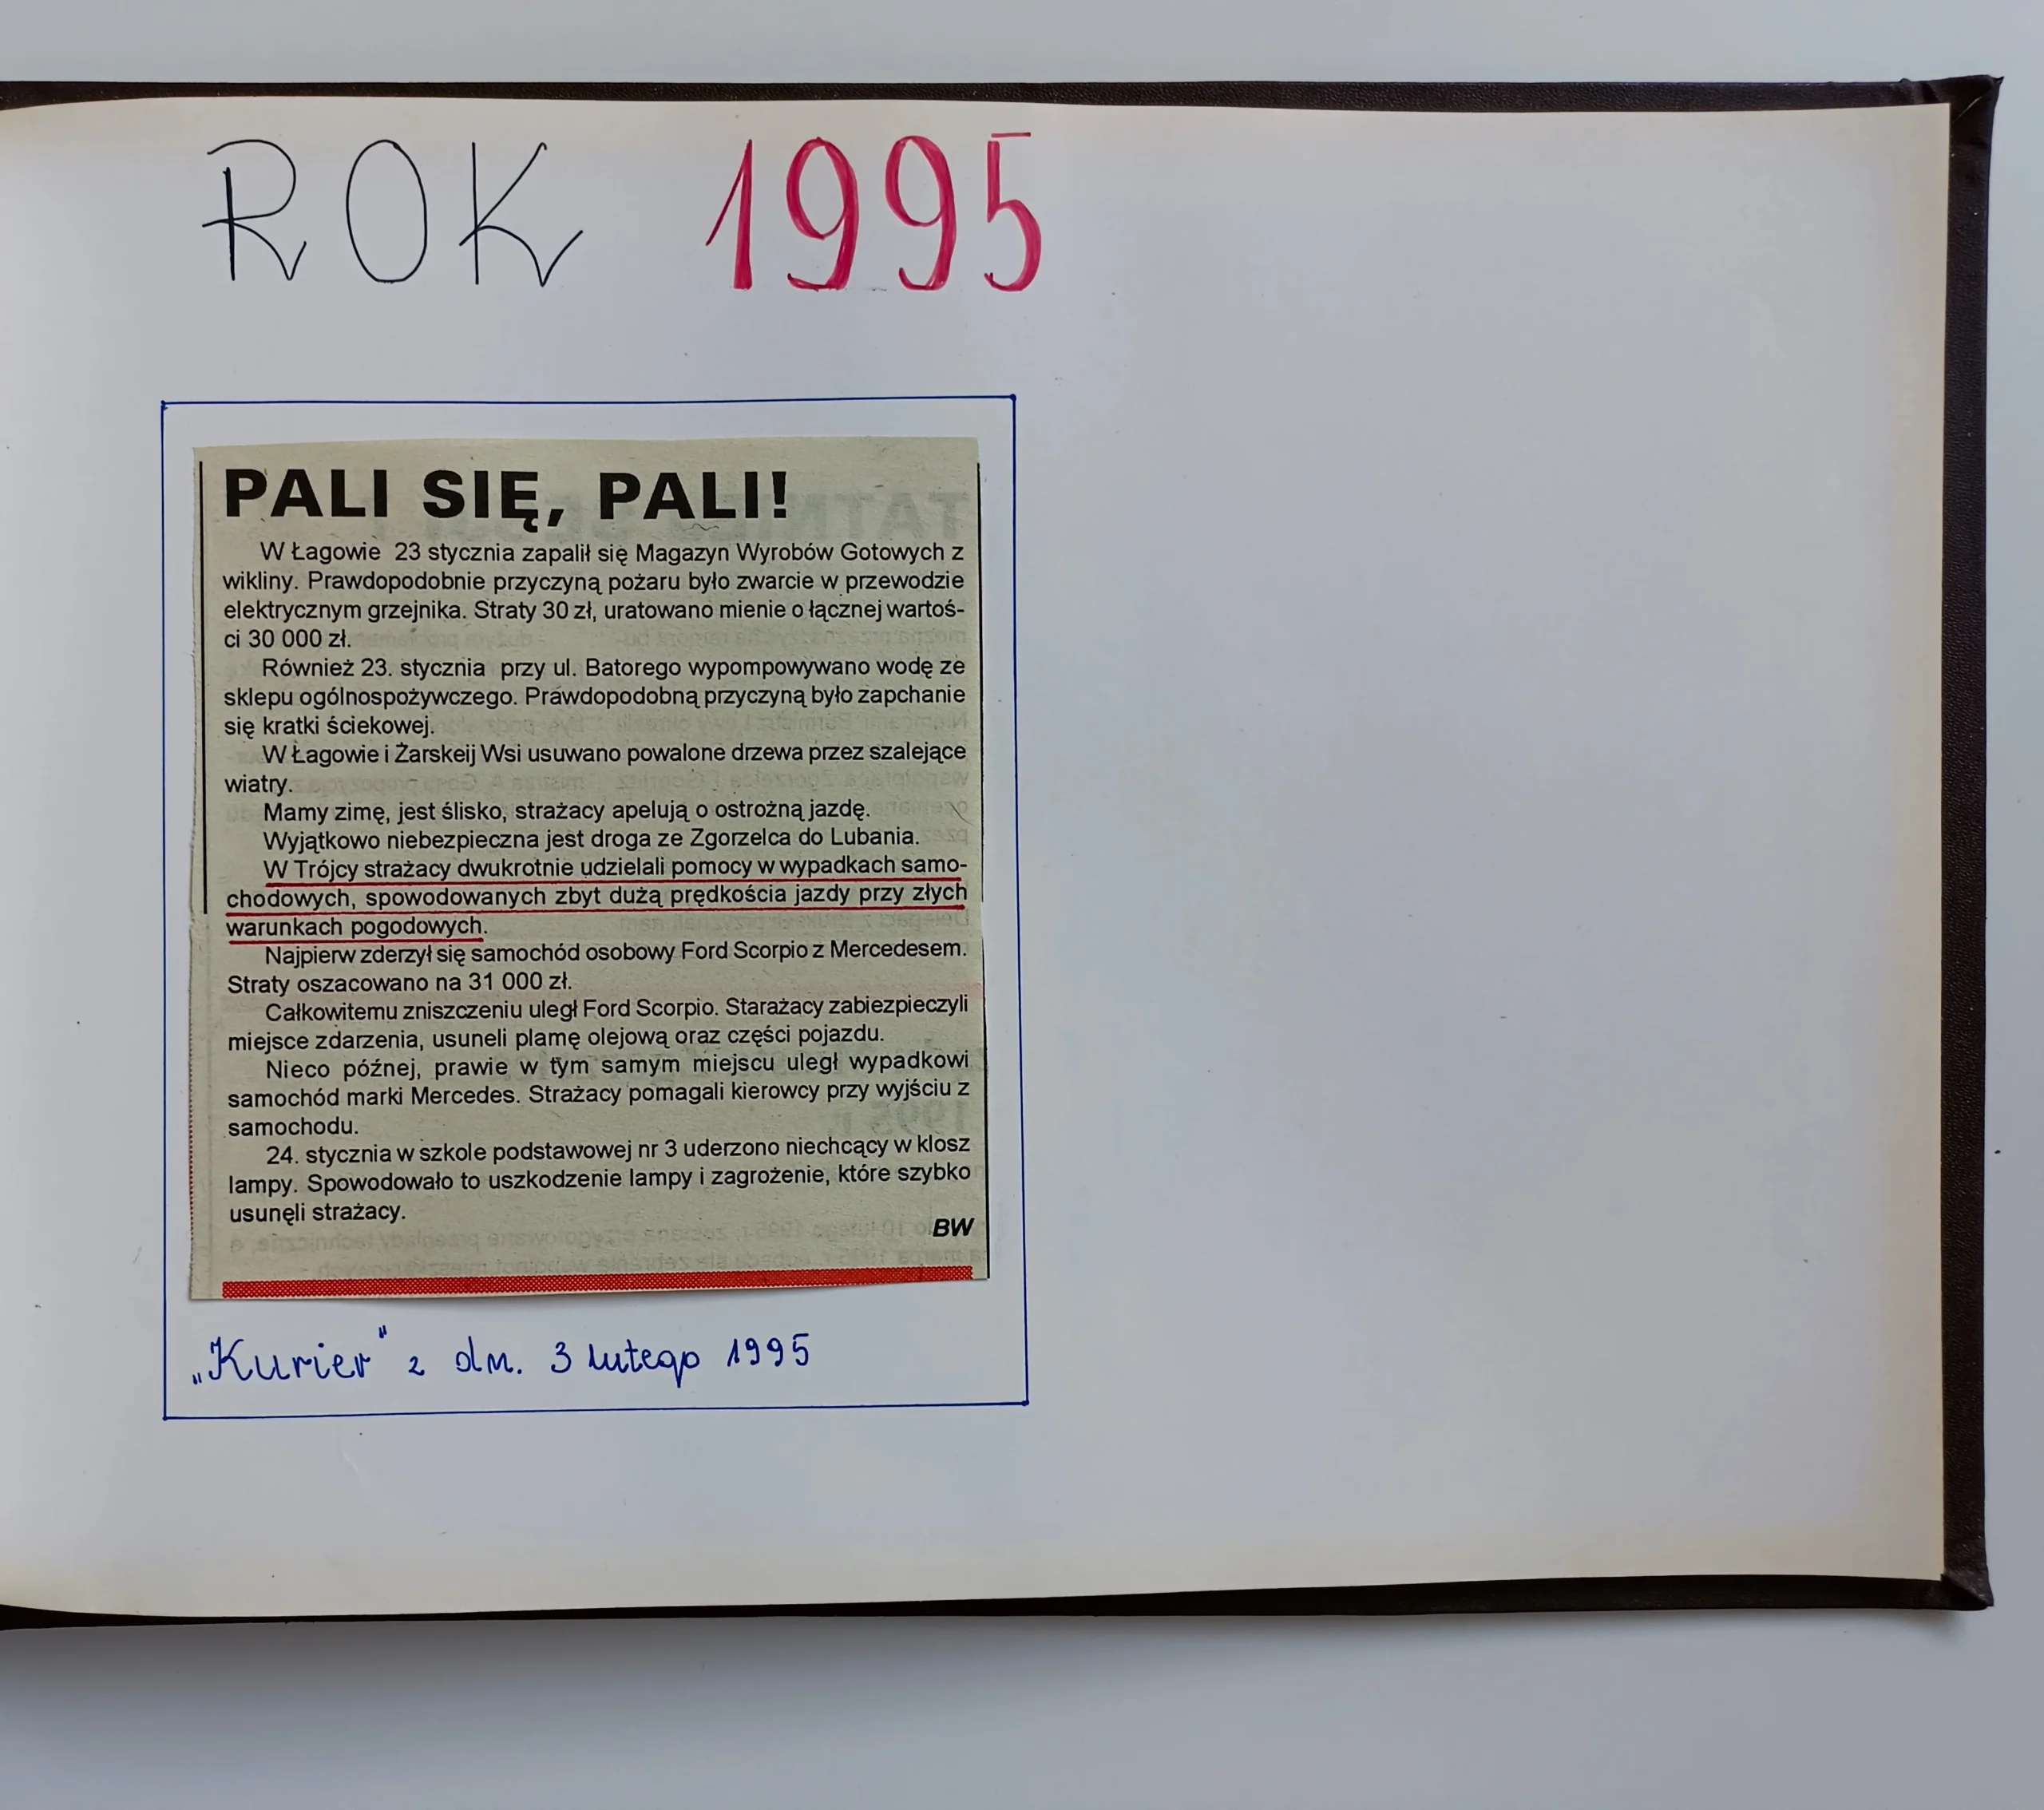 ROK 1995
PALI SIĘ, PALI!
W Łagowie 23 stycznia zapalił się Magazyn Wyrobów Gotowych z
wikliny. Prawdopodobnie przyczyną pożaru było zwarcie w przewodzie
elektrycznym grzejnika. Straty 30 zł, uratowano mienie o łącznej wartoś-
ci 30 000 zł.
Również 23. stycznia przy ul. Batorego wypompowywano wodę ze
sklepu ogólnospożywczego. Prawdopodobną przyczyną było zapchanie
się kratki ściekowej.
W Łagowie i Żarskeij Wsi usuwano powalone drzewa przez szalejące
wiatry.
Mamy zimę, jest ślisko, strażacy apelują o ostrożną jazdę.
Wyjątkowo niebezpieczna jest droga ze Zgorzelca do Lubania.
W Trójcy strażacy dwukrotnie udzielali pomocy w wypadkach samo-
chodowych, spowodowanych zbyt dużą prędkościa jazdy przy złych
warunkach pogodowych.
Najpierw zderzył się samochód osobowy Ford Scorpio z Mercedesem.
Straty oszacowano na 31 000 zł.
Całkowitemu zniszczeniu uległ Ford Scorpio. Starażacy zabiezpieczyli
miejsce zdarzenia, usuneli plamę olejową oraz części pojazdu.
Nieco późnej, prawie w tym samym miejscu uległ wypadkowi
samochód marki Mercedes. Strażacy pomagali kierowcy przy wyjściu z
samochodu.
24. stycznia w szkole podstawowej nr 3 uderzono niechcący w klosz
lampy. Spowodowało to uszkodzenie lampy i zagrożenie, które szybko
usunęli strażacy.
BW
„Kurier" z dn. 3 lutego 1995